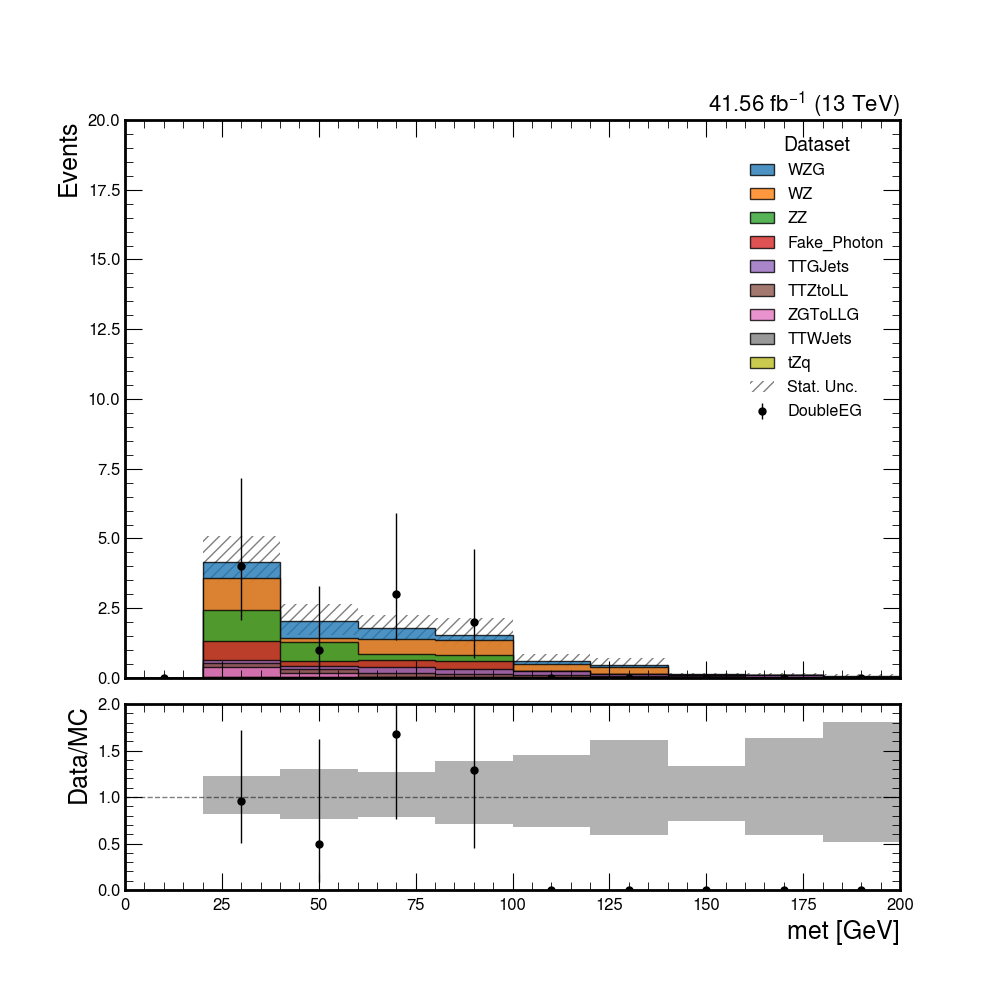 41.56 fb⁻¹ (13 TeV)
Events
20.0
17.5
15.0
12.5
10.0
7.5
5.0
2.5
0.0
Dataset
WZG
WZ
ZZ
Fake_Photon
TTGJets
TTZtoLL
ZGToLLG
TTWJets
tZq
Stat. Unc.
DoubleEG
Data/MC
2.0
1.5
1.0
0.5
0.0
0 25 50 75 100 125 150 175 200
met [GeV]